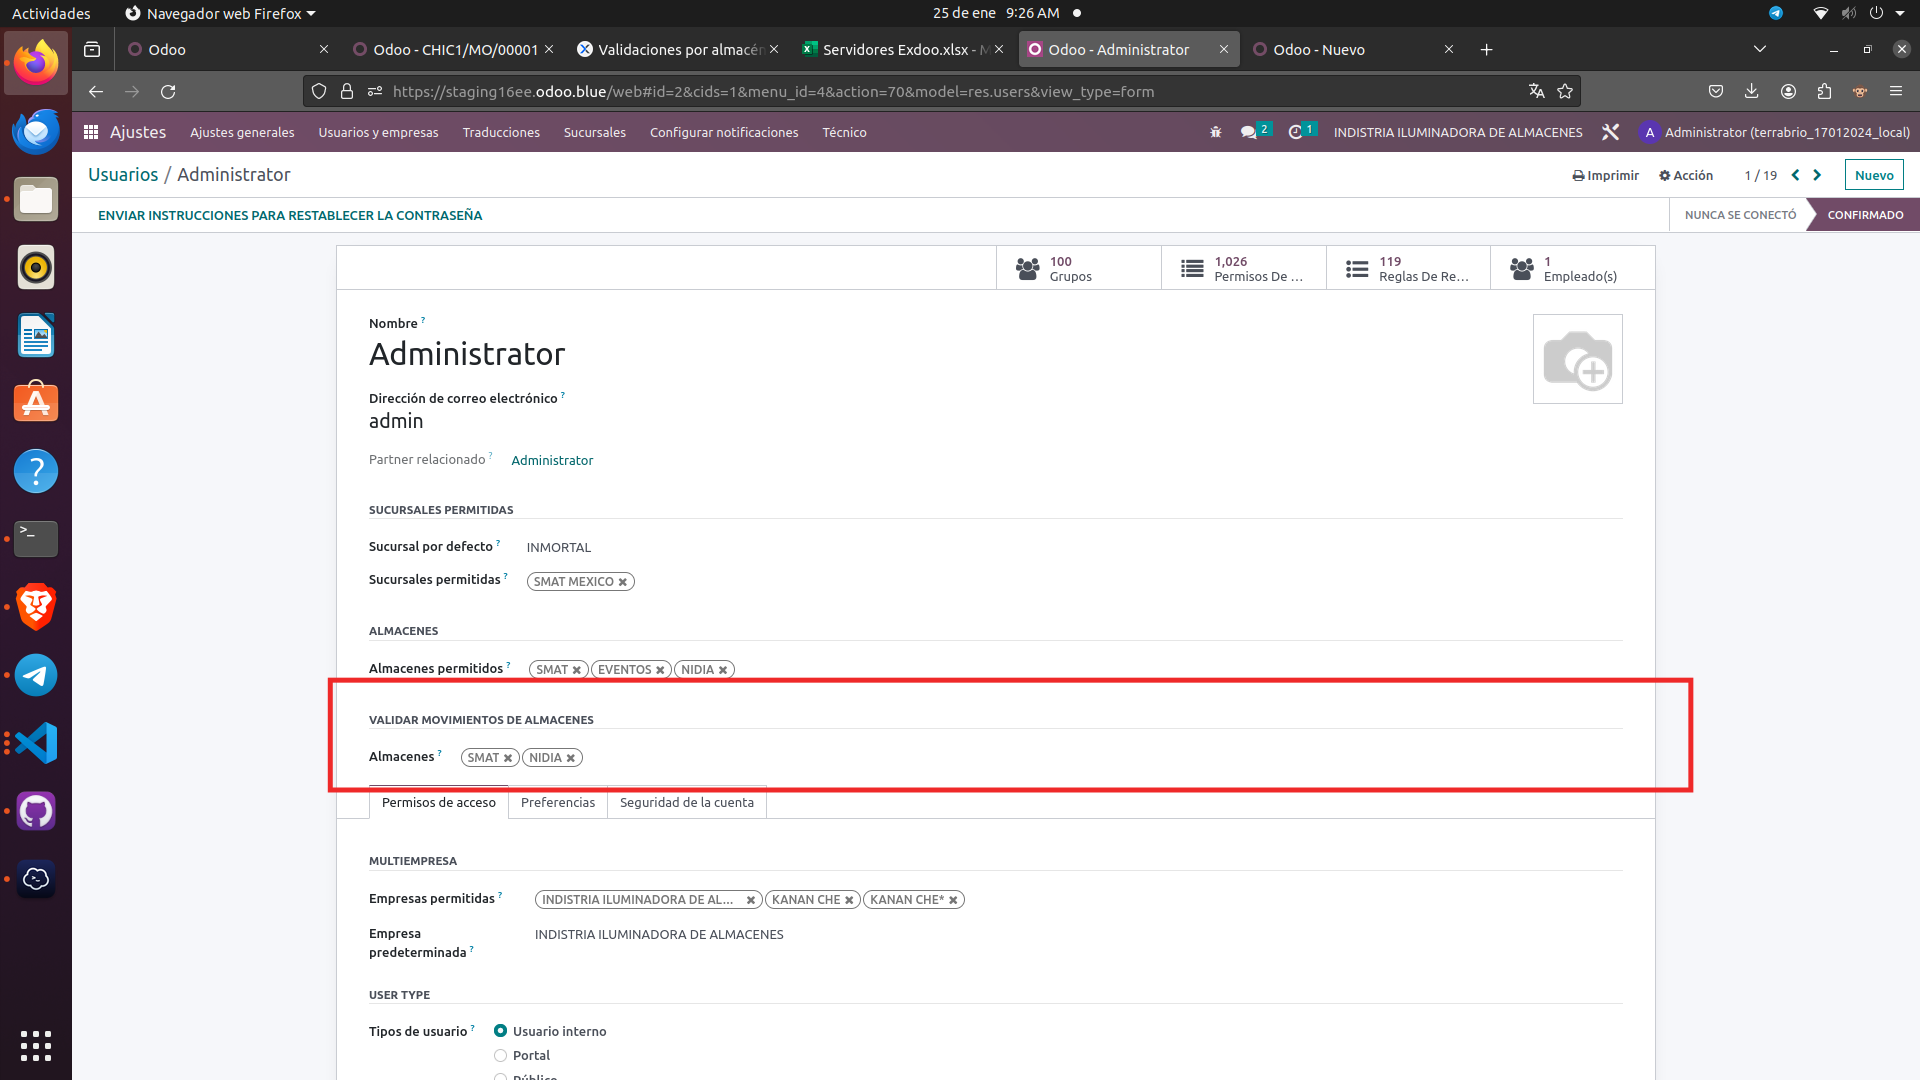 Actividades
Navegador web Firefox
25 de ene 9:26 AM
Odoo
Odoo - CHIC1/MO/00001
Validaciones por almacén
Servidores Exdoo.xlsx - M
Odoo - Administrator
Odoo - Nuevo
https://staging16ee.odoo.blue/web#id=2&cids=1&menu_id=4&action=70&model=res.users&view_type=form
Ajustes
Ajustes generales
Usuarios y empresas
Traducciones
Sucursales
Configurar notificaciones
Técnico
2
1
INDISTRIA ILUMINADORA DE ALMACENES
A
Administrator (terrabrio_17012024_local)
Usuarios / Administrator
Imprimir
Acción
1 / 19
Nuevo
ENVIAR INSTRUCCIONES PARA RESTABLECER LA CONTRASEÑA
NUNCA SE CONECTÓ
CONFIRMADO
100
Grupos
1,026
Permisos De ...
119
Reglas De Re...
1
Empleado(s)
Nombre ?
Administrator
Dirección de correo electrónico ?
admin
Partner relacionado ? Administrator
SUCURSALES PERMITIDAS
Sucursal por defecto ? INMORTAL
Sucursales permitidas ? SMAT MEXICO
ALMACENES
Almacenes permitidos ? SMAT EVENTOS NIDIA
VALIDAR MOVIMIENTOS DE ALMACENES
Almacenes ? SMAT NIDIA
Permisos de acceso
Preferencias
Seguridad de la cuenta
MULTIEMPRESA
Empresas permitidas ? INDISTRIA ILUMINADORA DE AL... KANAN CHE KANAN CHE*
Empresa
predeterminada ?
INDISTRIA ILUMINADORA DE ALMACENES
USER TYPE
Tipos de usuario ? Usuario interno
Portal
Público